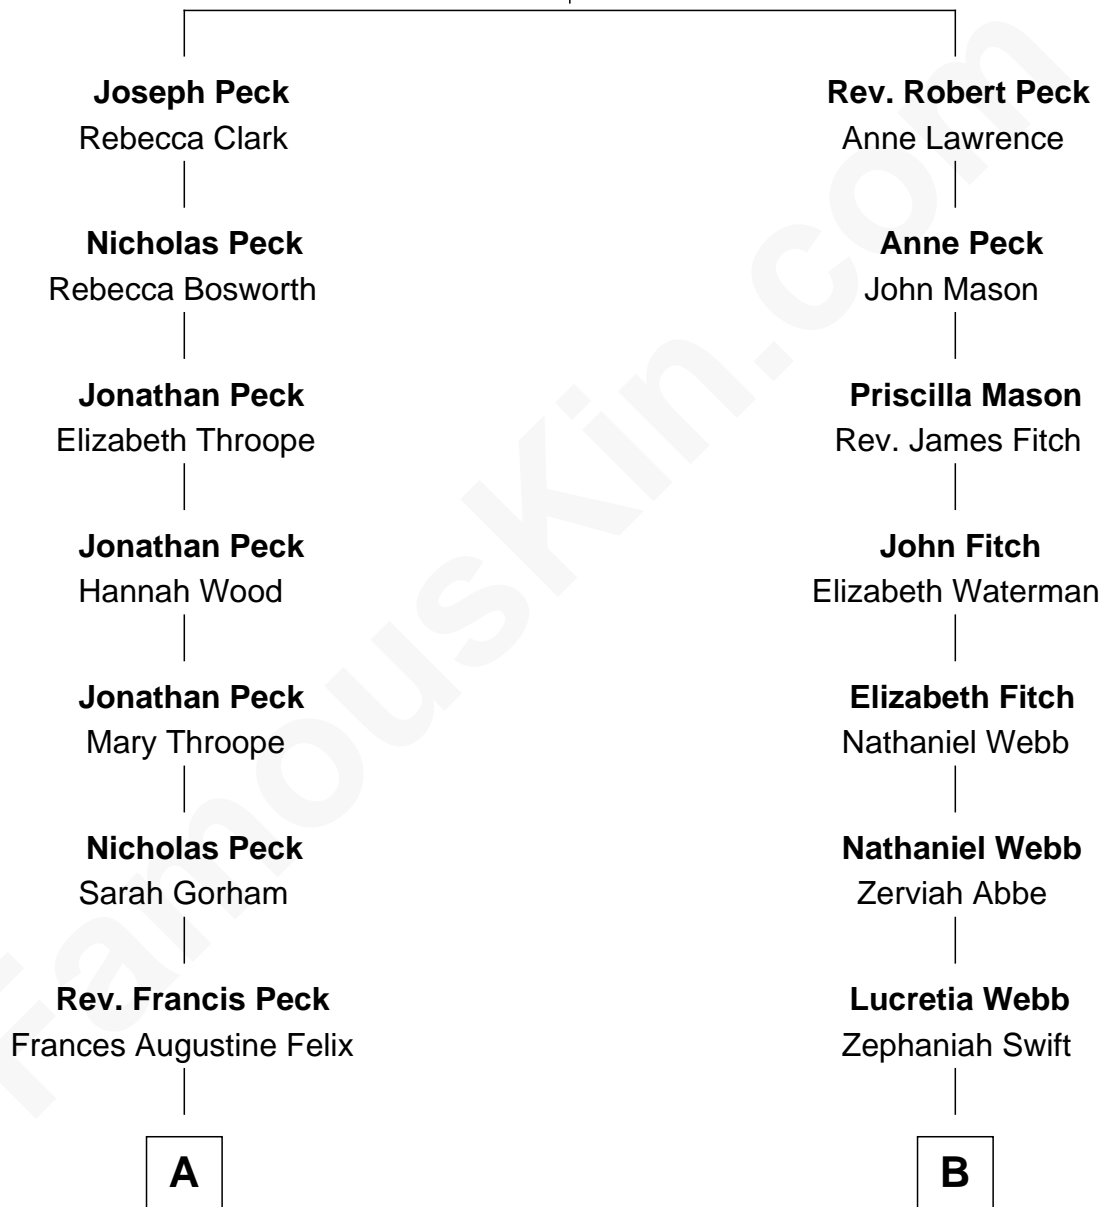 Joseph Peck
Rebecca Clark
Nicholas Peck
Rebecca Bosworth
Jonathan Peck
Elizabeth Throope
Jonathan Peck
Hannah Wood
Jonathan Peck
Mary Throope
Nicholas Peck
Sarah Gorham
Rev. Francis Peck
Frances Augustine Felix
A
Rev. Robert Peck
Anne Lawrence
Anne Peck
John Mason
Priscilla Mason
Rev. James Fitch
John Fitch
Elizabeth Waterman
Elizabeth Fitch
Nathaniel Webb
Nathaniel Webb
Zerviah Abbe
Lucretia Webb
Zephaniah Swift
B
FamousKin.com